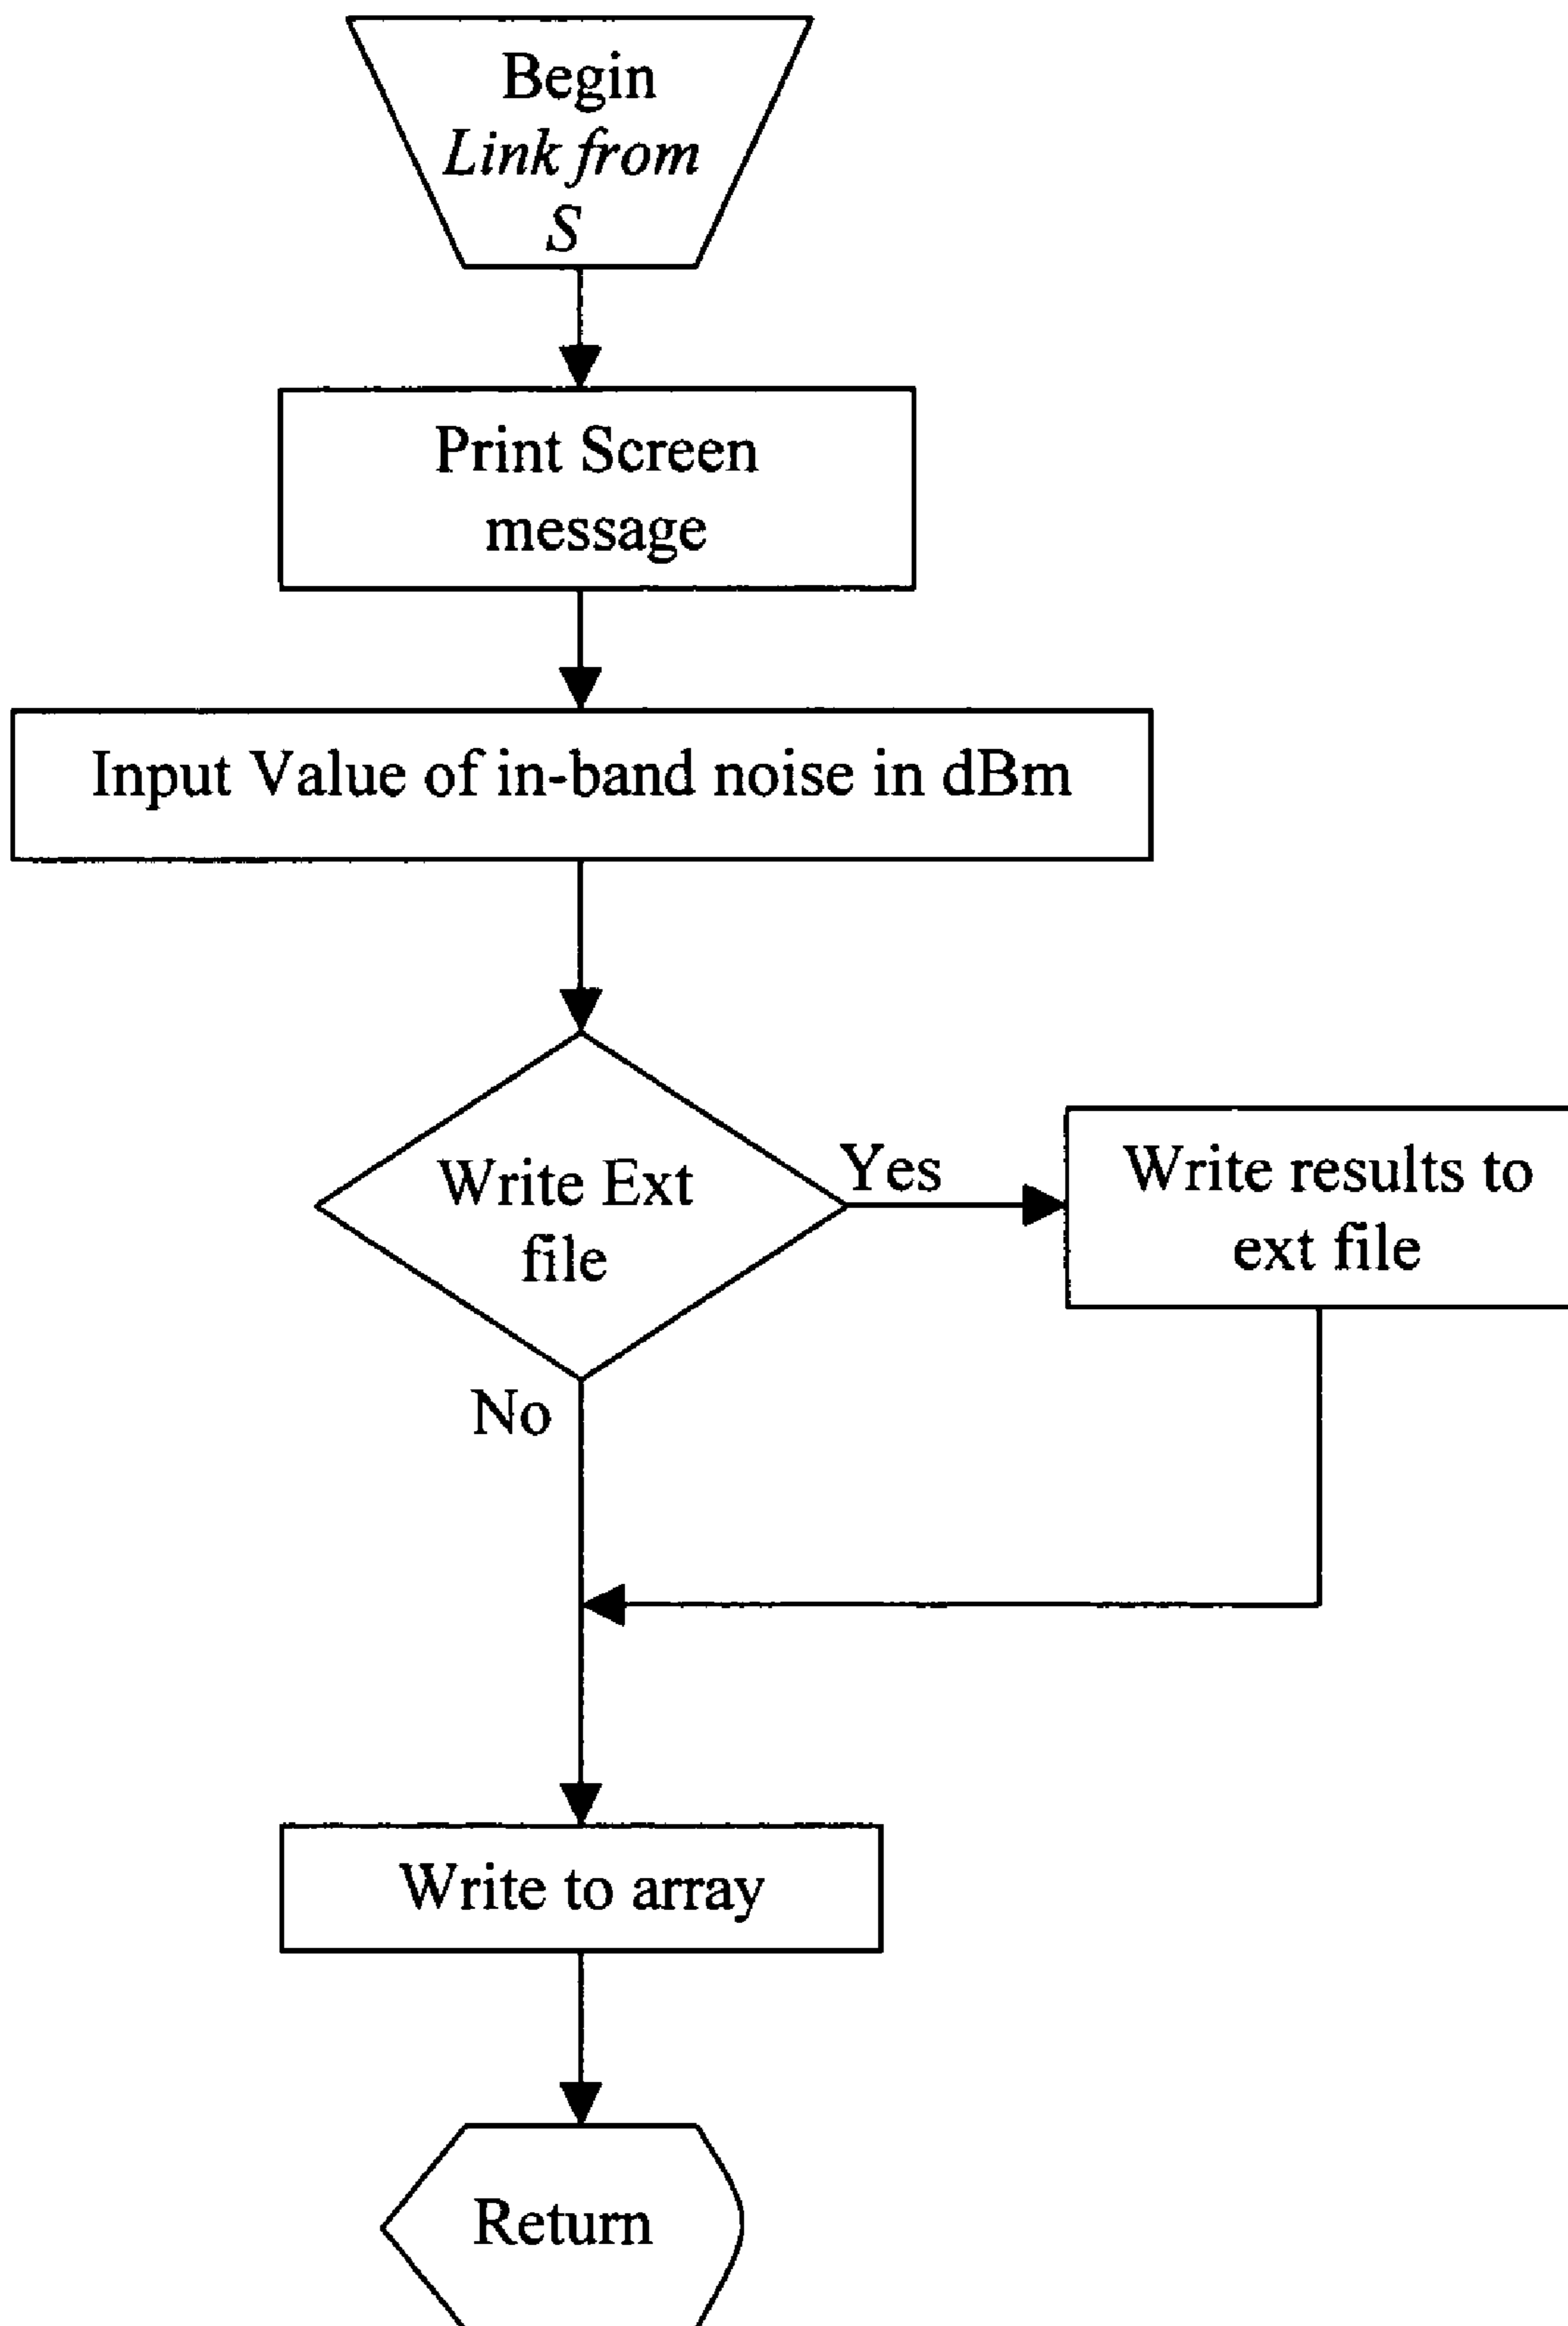 Begin
Link from
S
Print Screen
message
Input Value of in-band noise in dBm
Write Ext
file
Yes
Write results to
ext file
No
Write to array
Return